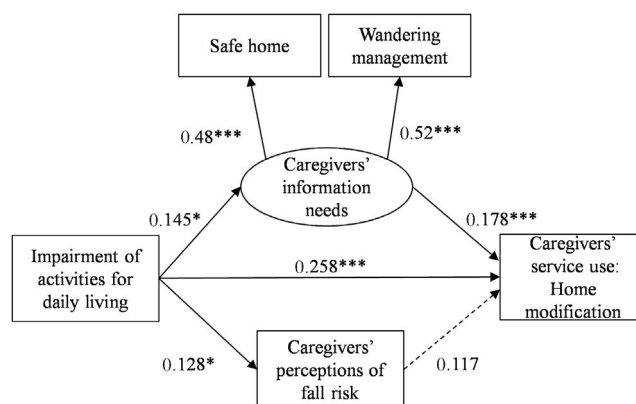 Safe home
Wandering
management
0.48***
0.52***
Caregivers'
information
needs
0.145*
0.178***
Impairment of
activities for
daily living
0.258***
Caregivers'
service use:
Home
modification
0.128*
Caregivers'
perceptions of
fall risk
0.117